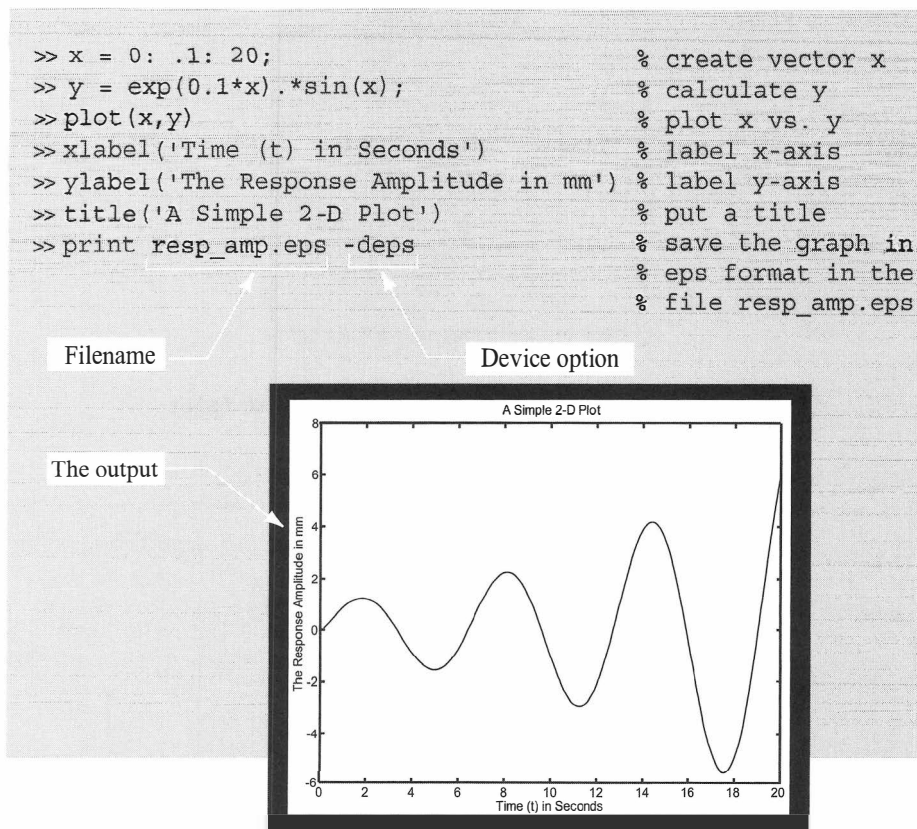 >> x = 0: .1: 20; % create vector x
>> y = exp(0.1*x).*sin(x); % calculate y
>> plot(x,y) % plot x vs. y
>> xlabel('Time (t) in Seconds') % label x-axis
>> ylabel('The Response Amplitude in mm') % label y-axis
>> title('A Simple 2-D Plot') % put a title
>> print resp_amp.eps -deps % save the graph in
% eps format in the
% file resp_amp.eps
Filename
Device option
The output
A Simple 2-D Plot
The Response Amplitude in mm
8
6
4
2
0
-2
-4
-6
0 2 4 6 8 10 12 14 16 18 20
Time (t) in Seconds